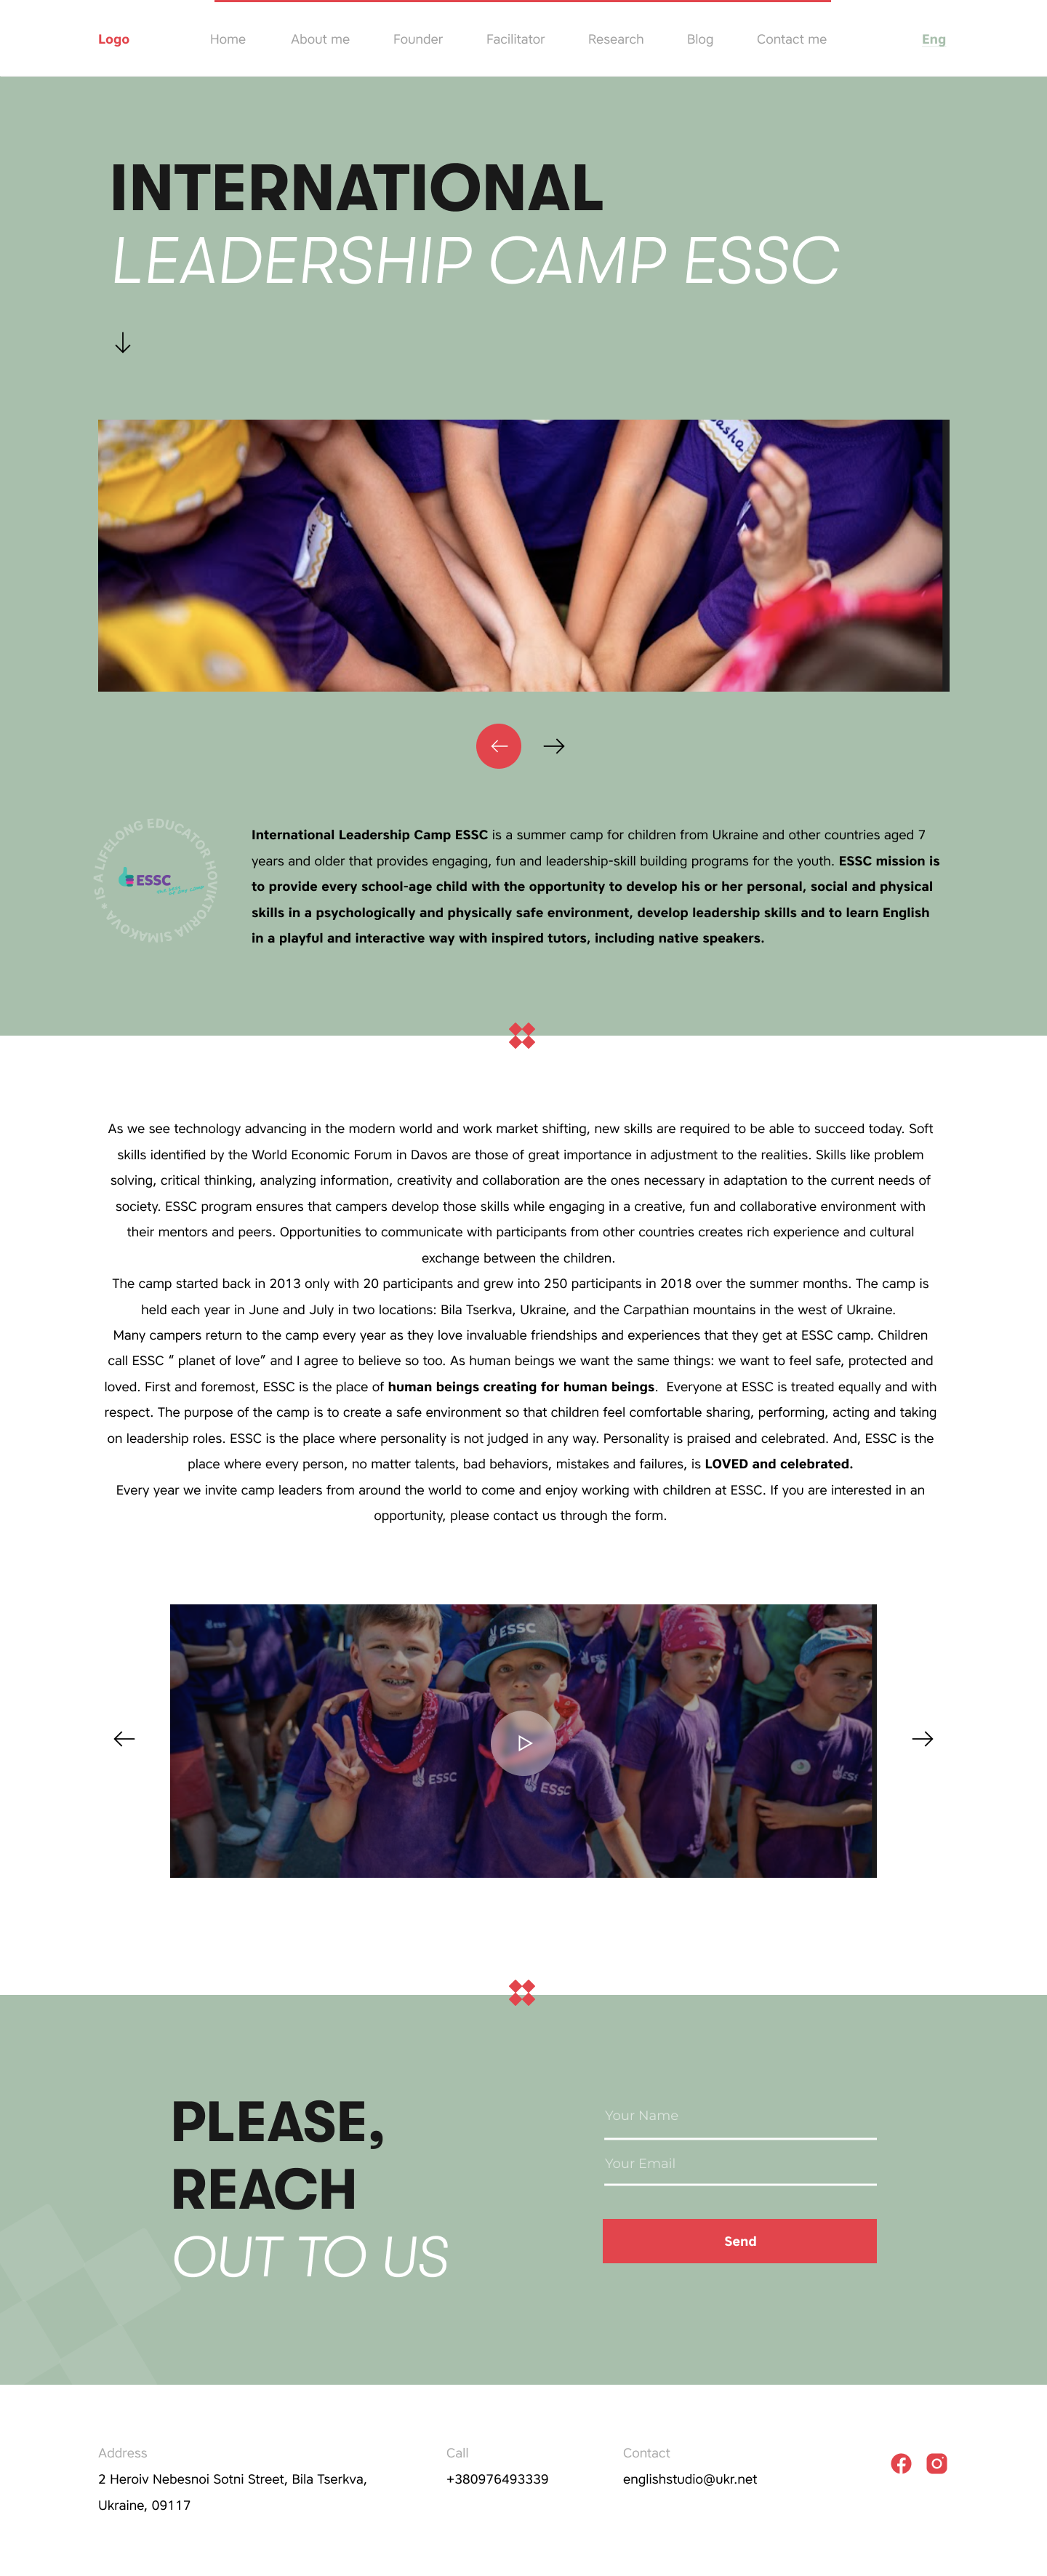 Logo
Home
About me
Founder
Facilitator
Research
Blog
Contact me
Eng
INTERNATIONAL
LEADERSHIP CAMP ESSC
asha
IS A LIFELONG EDUCATOR
VIKTORIIA SIMAKOVA
ESSC
International Leadership Camp ESSC is a summer camp for children from Ukraine and other countries aged 7
years and older that provides engaging, fun and leadership-skill building programs for the youth. ESSC mission is
to provide every school-age child with the opportunity to develop his or her personal, social and physical
skills in a psychologically and physically safe environment, develop leadership skills and to learn English
in a playful and interactive way with inspired tutors, including native speakers.
As we see technology advancing in the modern world and work market shifting, new skills are required to be able to succeed today. Soft
skills identified by the World Economic Forum in Davos are those of great importance in adjustment to the realities. Skills like problem
solving, critical thinking, analyzing information, creativity and collaboration are the ones necessary in adaptation to the current needs of
society. ESSC program ensures that campers develop those skills while engaging in a creative, fun and collaborative environment with
their mentors and peers. Opportunities to communicate with participants from other countries creates rich experience and cultural
exchange between the children.
The camp started back in 2013 only with 20 participants and grew into 250 participants in 2018 over the summer months. The camp is
held each year in June and July in two locations: Bila Tserkva, Ukraine, and the Carpathian mountains in the west of Ukraine.
Many campers return to the camp every year as they love invaluable friendships and experiences that they get at ESSC camp. Children
call ESSC “ planet of love” and I agree to believe so too. As human beings we want the same things: we want to feel safe, protected and
loved. First and foremost, ESSC is the place of human beings creating for human beings.  Everyone at ESSC is treated equally and with
respect. The purpose of the camp is to create a safe environment so that children feel comfortable sharing, performing, acting and taking
on leadership roles. ESSC is the place where personality is not judged in any way. Personality is praised and celebrated. And, ESSC is the
place where every person, no matter talents, bad behaviors, mistakes and failures, is LOVED and celebrated.
Every year we invite camp leaders from around the world to come and enjoy working with children at ESSC. If you are interested in an
opportunity, please contact us through the form.
ESSC
ESSC
ESSC
ESSC
PLEASE,
REACH
OUT TO US
Your Name
Your Email
Send
Address
2 Heroiv Nebesnoi Sotni Street, Bila Tserkva,
Ukraine, 09117
Call
+380976493339
Contact
englishstudio@ukr.net